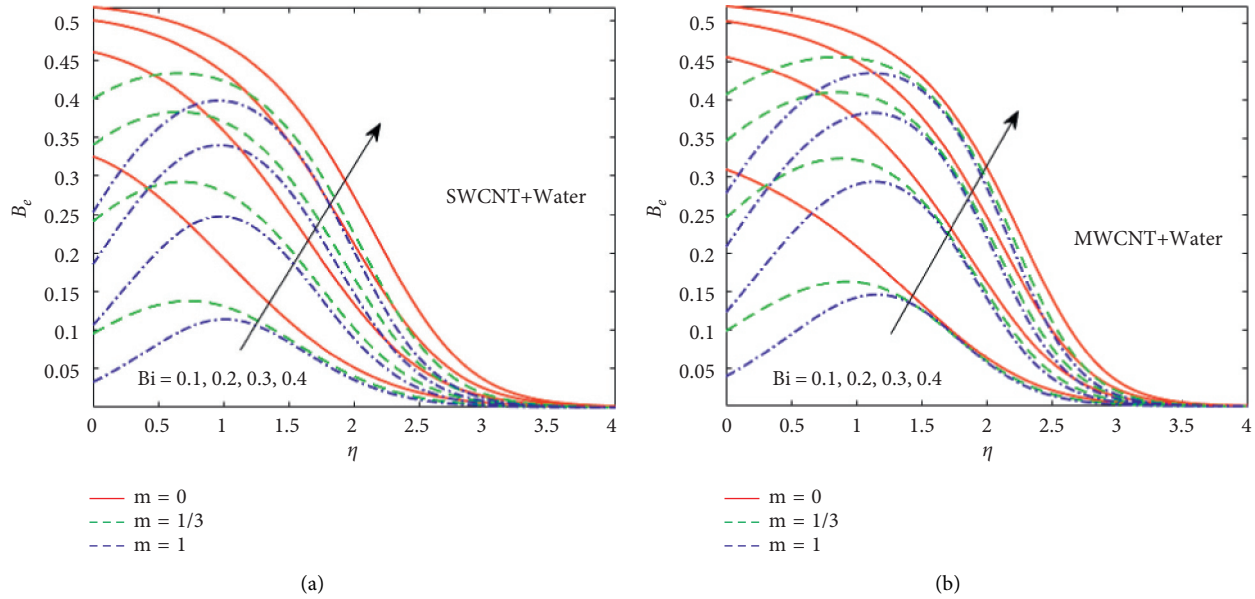 0.5
0.45
0.4
0.35
0.3
0.25
0.2
0.15
0.1
0.05
B_e
SWCNT+Water
Bi = 0.1, 0.2, 0.3, 0.4
0 0.5 1 1.5 2 2.5 3 3.5 4
η
m = 0
m = 1/3
m = 1
(a)
0.5
0.45
0.4
0.35
0.3
0.25
0.2
0.15
0.1
0.05
B_e
MWCNT+Water
Bi = 0.1, 0.2, 0.3, 0.4
0 0.5 1 1.5 2 2.5 3 3.5 4
η
m = 0
m = 1/3
m = 1
(b)